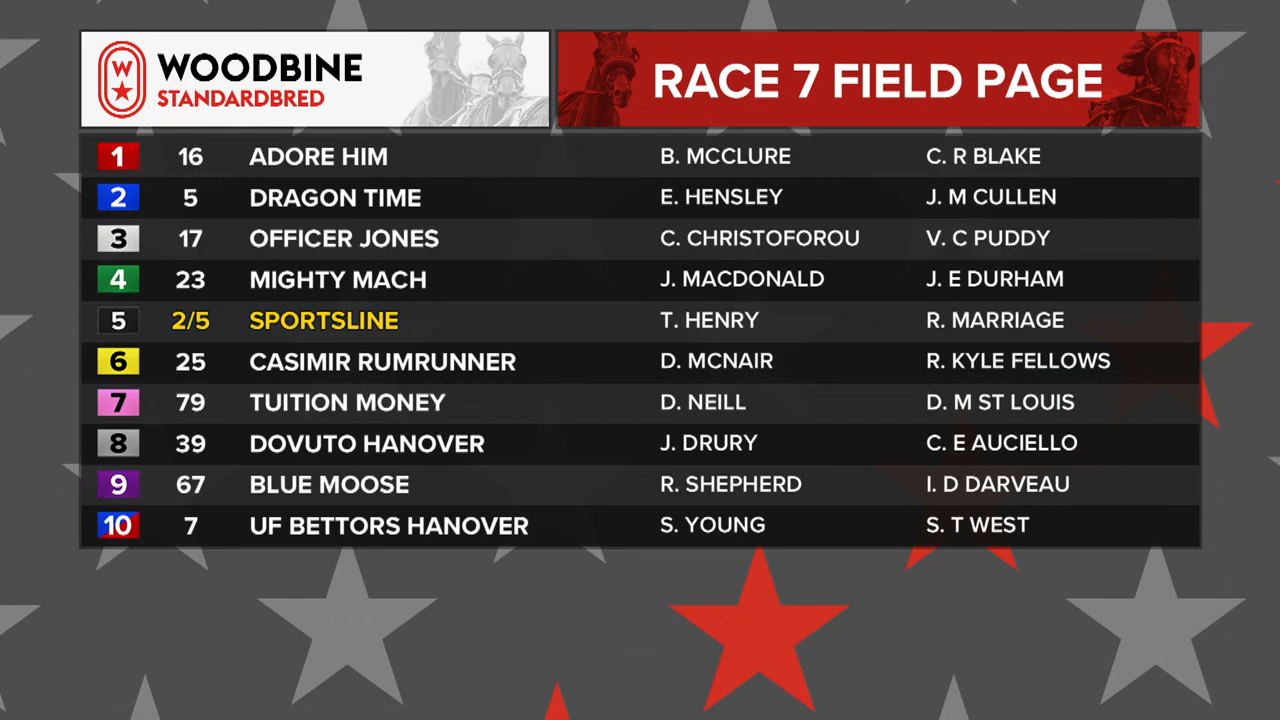 W
WOODBINE
STANDARDBRED
RACE 7 FIELD PAGE
1 16 ADORE HIM B. MCCLURE C. R BLAKE
2 5 DRAGON TIME E. HENSLEY J. M CULLEN
3 17 OFFICER JONES C. CHRISTOFOROU V. C PUDDY
4 23 MIGHTY MACH J. MACDONALD J. E DURHAM
5 2/5 SPORTSLINE T. HENRY R. MARRIAGE
6 25 CASIMIR RUMRUNNER D. MCNAIR R. KYLE FELLOWS
7 79 TUITION MONEY D. NEILL D. M ST LOUIS
8 39 DOVUTO HANOVER J. DRURY C. E AUCIELLO
9 67 BLUE MOOSE R. SHEPHERD I. D DARVEAU
10 7 UF BETTORS HANOVER S. YOUNG S. T WEST